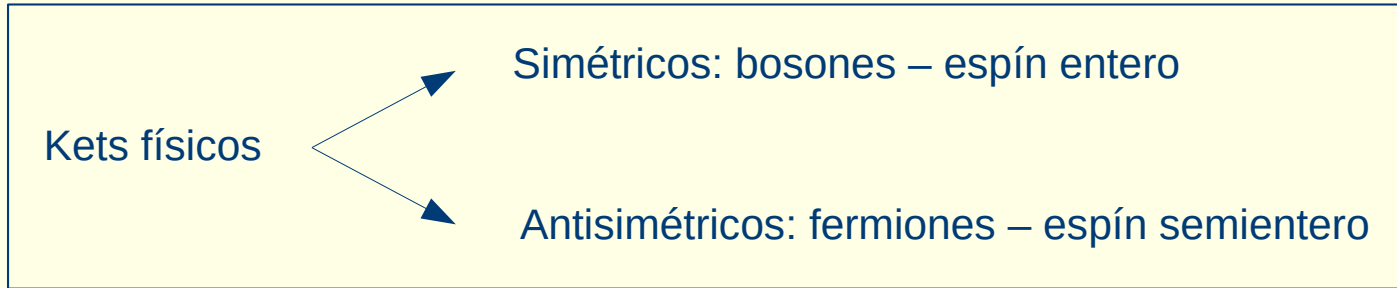 Simétricos: bosones – espín entero
Kets físicos
Antisimétricos: fermiones – espín semientero